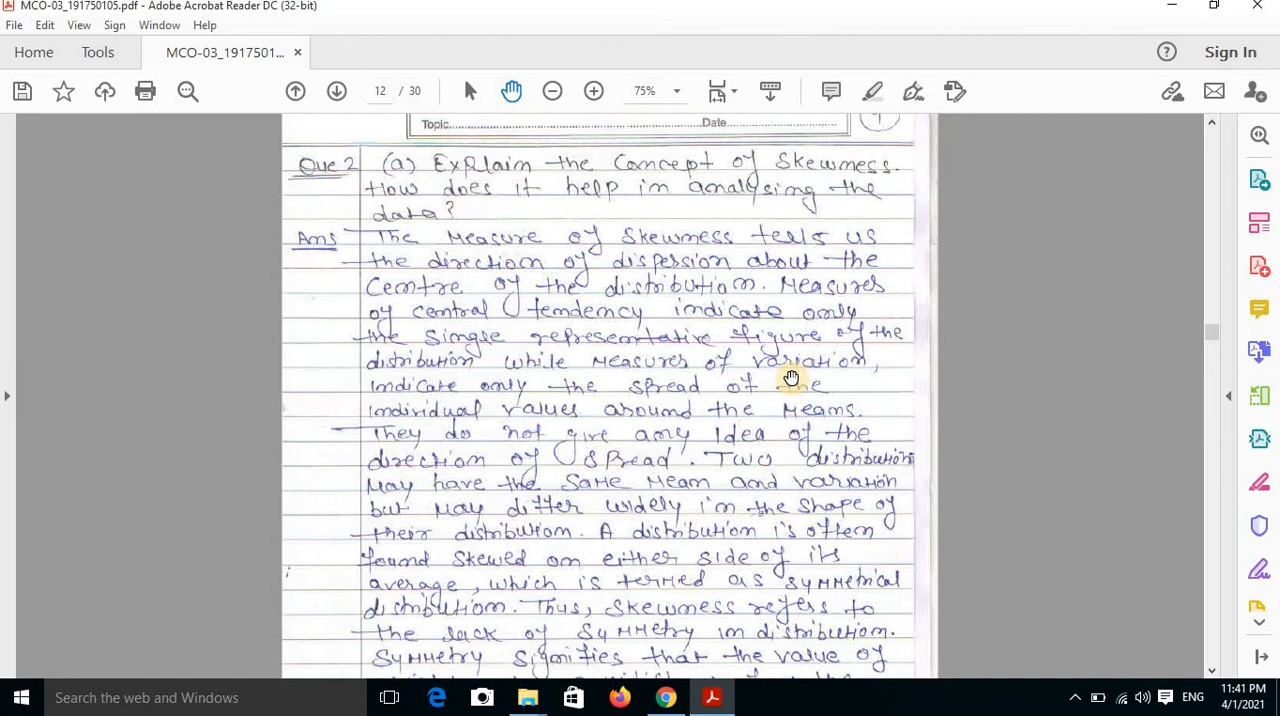 MCO-03_191750105.pdf - Adobe Acrobat Reader DC (32-bit)
File Edit View Sign Window Help
Home Tools MCO-03_1917501... × Sign In
12 / 30 75%
Topic Date
Que 2 (a) Explain the Concept of Skewness.
How does it help in analysing the
data?
Ans The Measure of Skewness tells us
the direction of dispersion about the
Centre of the distribution. Measures
of central tendency indicate only
the single representative figure of the
distribution while Measures of variation,
indicate only the spread of the
individual values around the Means.
They do not give any Idea of the
direction of spread. Two distribution
May have the Same Mean and variation
but May differ widely in the shape of
their distribution. A distribution is often
found skewed on either side of its
average, which is termed as symmetrical
distribution. Thus, Skewness refers to
the lack of symmetry in distribution.
Symmetry signifies that the value of
Search the web and Windows
ENG
11:41 PM
4/1/2021